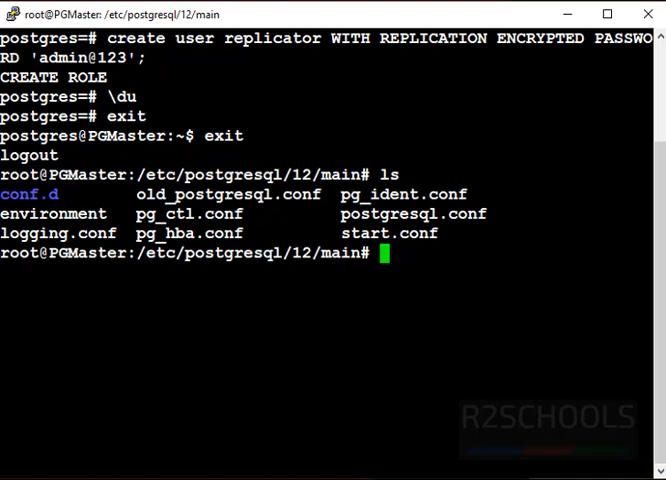 root@PGMaster: /etc/postgresql/12/main
postgres=# create user replicator WITH REPLICATION ENCRYPTED PASSWO
RD 'admin@123';
CREATE ROLE
postgres=# \du
postgres=# exit
postgres@PGMaster:~$ exit
logout
root@PGMaster:/etc/postgresql/12/main# ls
conf.d old_postgresql.conf pg_ident.conf
environment pg_ctl.conf postgresql.conf
logging.conf pg_hba.conf start.conf
root@PGMaster:/etc/postgresql/12/main#
R2SCHOOLS